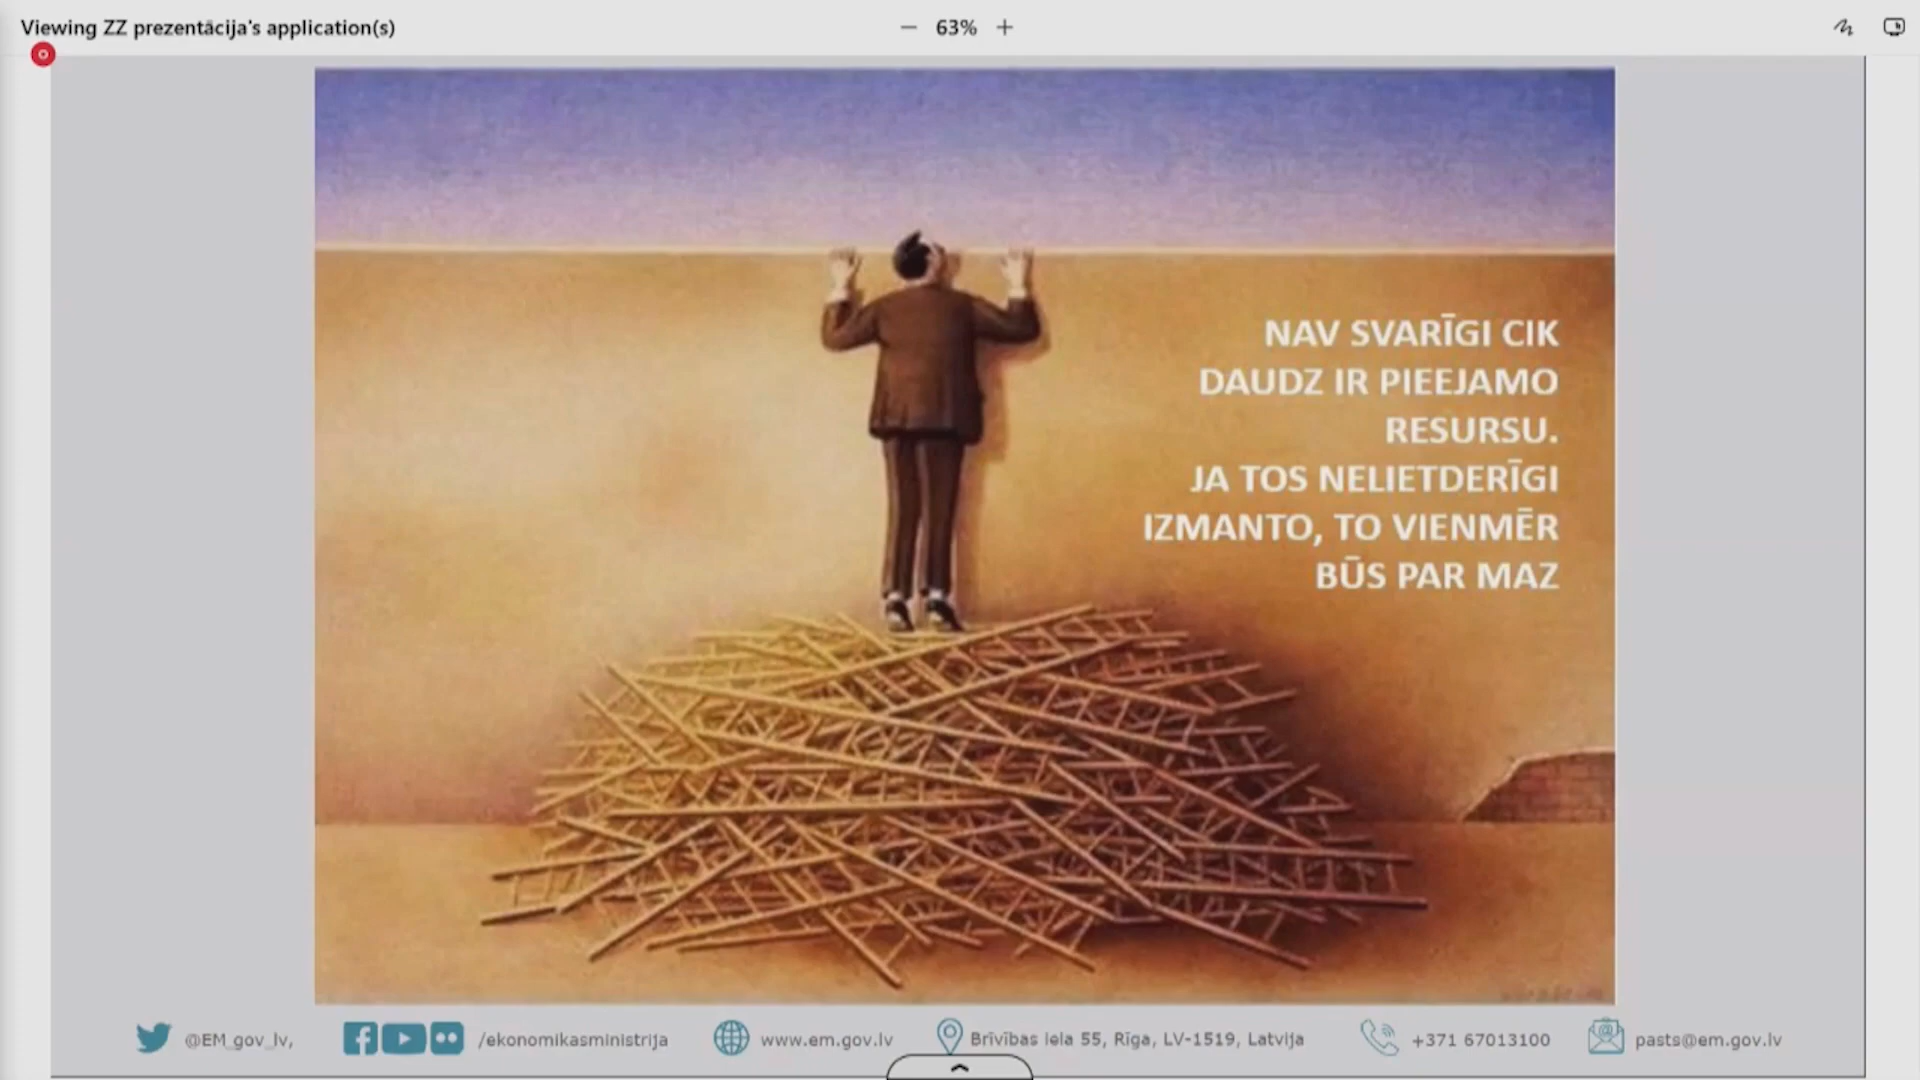 Viewing ZZ prezentācija's application(s)
63%
NAV SVARĪGI CIK
DAUDZ IR PIEEJAMO
RESURSU.
JA TOS NELIETDERĪGI
IZMANTO, TO VIENMĒR
BŪS PAR MAZ
@EM_gov_lv,
/ekonomikasministrija
www.em.gov.lv
Brīvības iela 55, Rīga, LV-1519, Latvija
+371 67013100
pasts@em.gov.lv